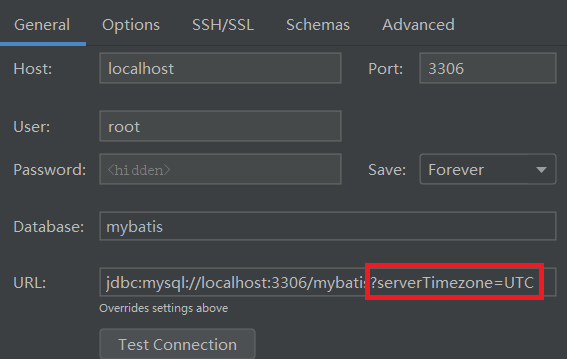 General Options SSH/SSL Schemas Advanced
Host: localhost Port: 3306
User: root
Password: <hidden> Save: Forever
Database: mybatis
URL: jdbc:mysql://localhost:3306/mybatis?serverTimezone=UTC
Overrides settings above
Test Connection